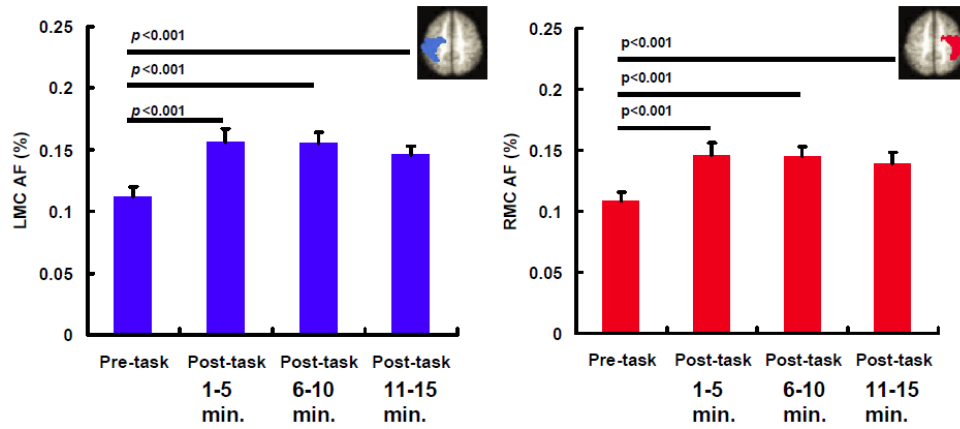 0.25
0.2
0.15
0.1
0.05
0
LMC AF (%)
p<0.001
p<0.001
p<0.001
Pre-task Post-task Post-task Post-task
1-5 6-10 11-15
min. min. min.
0.25
0.2
0.15
0.1
0.05
0
RMC AF (%)
p<0.001
p<0.001
p<0.001
Pre-task Post-task Post-task Post-task
1-5 6-10 11-15
min. min. min.